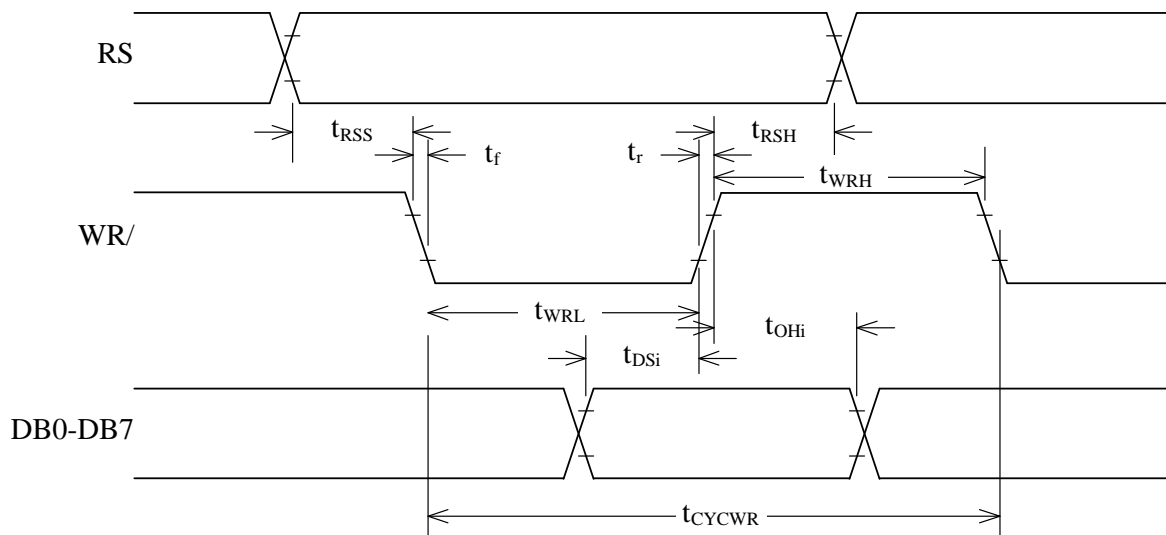 RS
tRSS
tRSH
tf
tr
tWRH
WR/
tWRL
tOHi
tDSi
DB0-DB7
tCYCWR